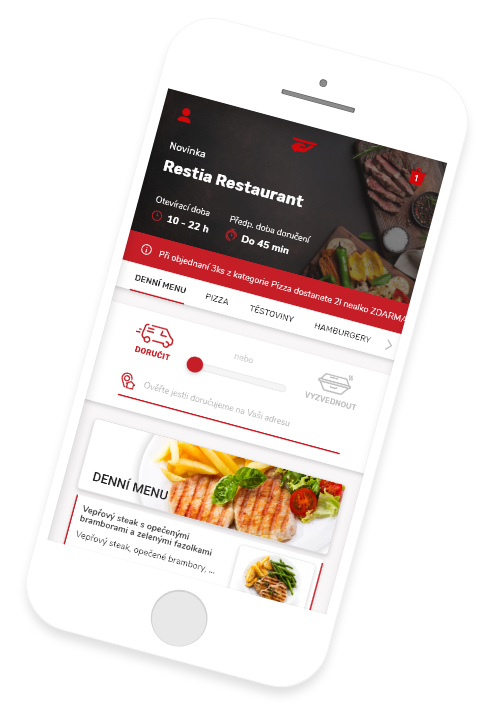 1
Novinka
Restia Restaurant
Otevírací doba
10 - 22 h
Předp. doba doručení
Do 45 min
Při objednaní 3ks z kategorie Pizza dostanete 2l nealko ZDARMA
DENNÍ MENU PIZZA TĚSTOVINY HAMBURGERY
DORUČIT
nebo
VYZVEDNOUT
Ověřte jestli doručujeme na Vaši adresu
DENNÍ MENU
Vepřový steak s opečenými
bramborami a zelenými fazolkami
Vepřový steak, opečené brambory, ...